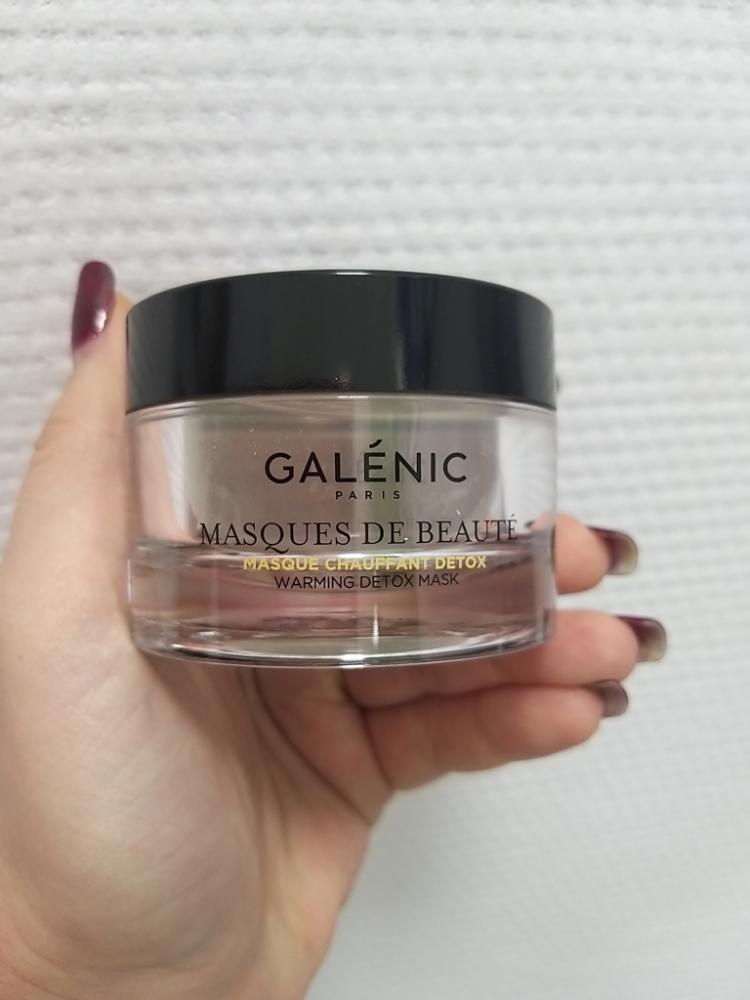 GALÉNIC
PARIS
MASQUES DE BEAUTÉ
MASQUE CHAUFFANT DETOX
WARMING DETOX MASK